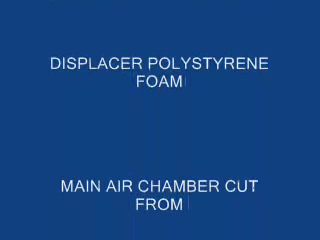 DISPLACER POLYSTYRENE
FOAM
MAIN AIR CHAMBER CUT
FROM